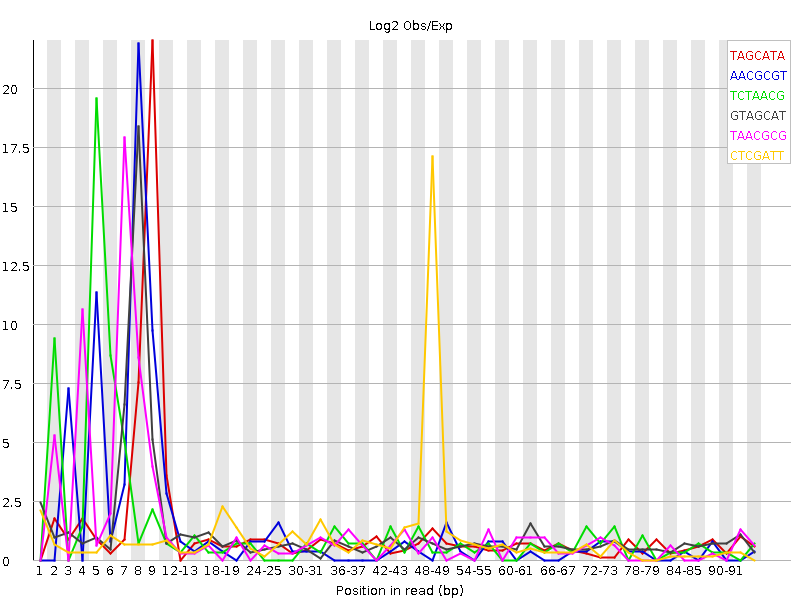 Log2 Obs/Exp
TAGCATA
AACGCGT
TCTAACG
GTAGCAT
TAACGCG
CTCGATT
20
17.5
15
12.5
10
7.5
5
2.5
0
1 2 3 4 5 6 7 8 9 12-13 18-19 24-25 30-31 36-37 42-43 48-49 54-55 60-61 66-67 72-73 78-79 84-85 90-91
Position in read (bp)